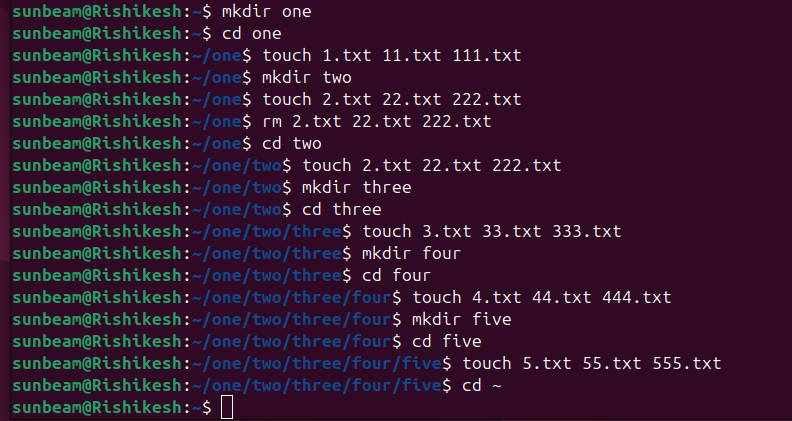 sunbeam@Rishikesh:~$ mkdir one
sunbeam@Rishikesh:~$ cd one
sunbeam@Rishikesh:~/one$ touch 1.txt 11.txt 111.txt
sunbeam@Rishikesh:~/one$ mkdir two
sunbeam@Rishikesh:~/one$ touch 2.txt 22.txt 222.txt
sunbeam@Rishikesh:~/one$ rm 2.txt 22.txt 222.txt
sunbeam@Rishikesh:~/one$ cd two
sunbeam@Rishikesh:~/one/two$ touch 2.txt 22.txt 222.txt
sunbeam@Rishikesh:~/one/two$ mkdir three
sunbeam@Rishikesh:~/one/two$ cd three
sunbeam@Rishikesh:~/one/two/three$ touch 3.txt 33.txt 333.txt
sunbeam@Rishikesh:~/one/two/three$ mkdir four
sunbeam@Rishikesh:~/one/two/three$ cd four
sunbeam@Rishikesh:~/one/two/three/four$ touch 4.txt 44.txt 444.txt
sunbeam@Rishikesh:~/one/two/three/four$ mkdir five
sunbeam@Rishikesh:~/one/two/three/four$ cd five
sunbeam@Rishikesh:~/one/two/three/four/five$ touch 5.txt 55.txt 555.txt
sunbeam@Rishikesh:~/one/two/three/four/five$ cd ~
sunbeam@Rishikesh:~$